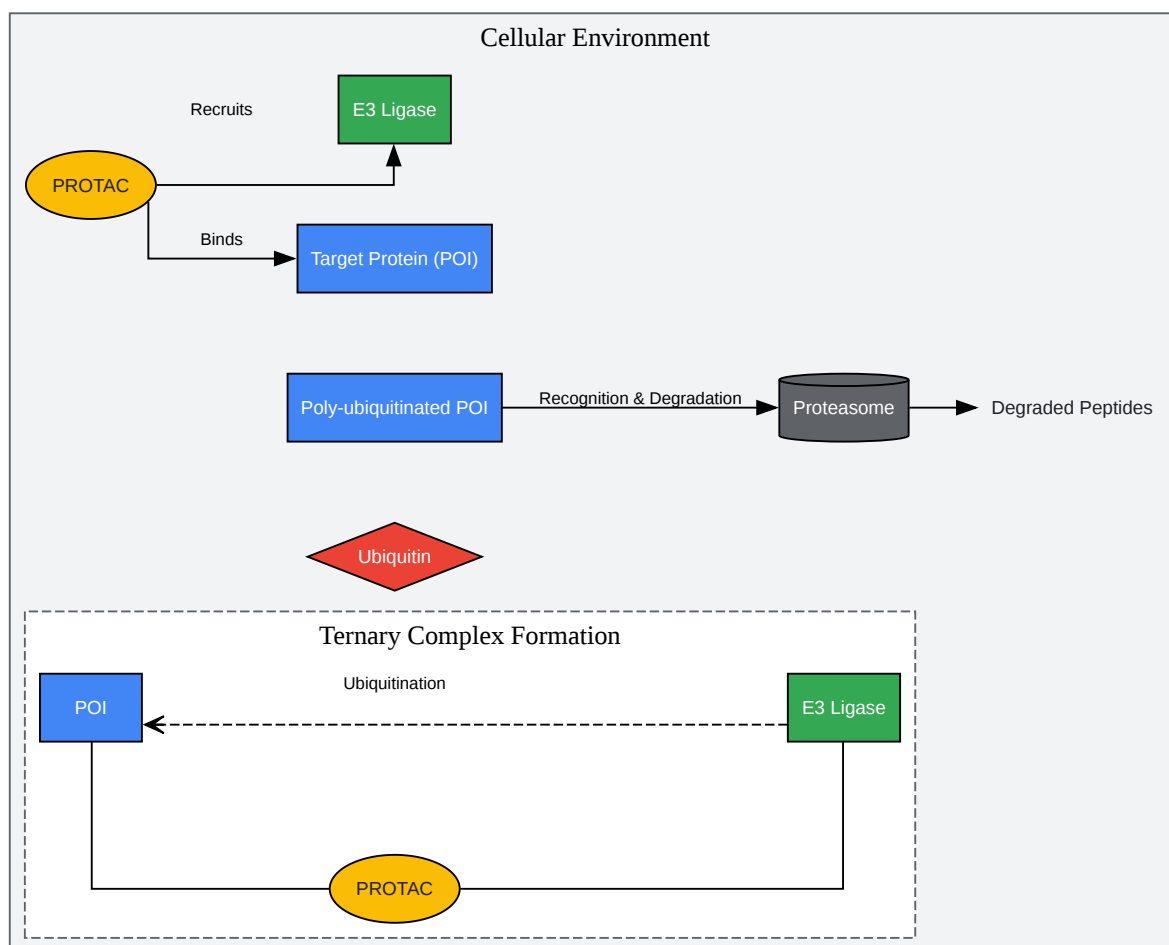 Cellular Environment
Recruits
E3 Ligase
PROTAC
Binds
Target Protein (POI)
Poly-ubiquitinated POI
Recognition & Degradation
Proteasome
Degraded Peptides
Ubiquitin
Ternary Complex Formation
Ubiquitination
POI
E3 Ligase
PROTAC